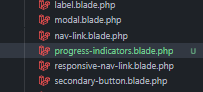 label.blade.php
modal.blade.php
nav-link.blade.php
progress-indicators.blade.php U
responsive-nav-link.blade.php
secondary-button.blade.php